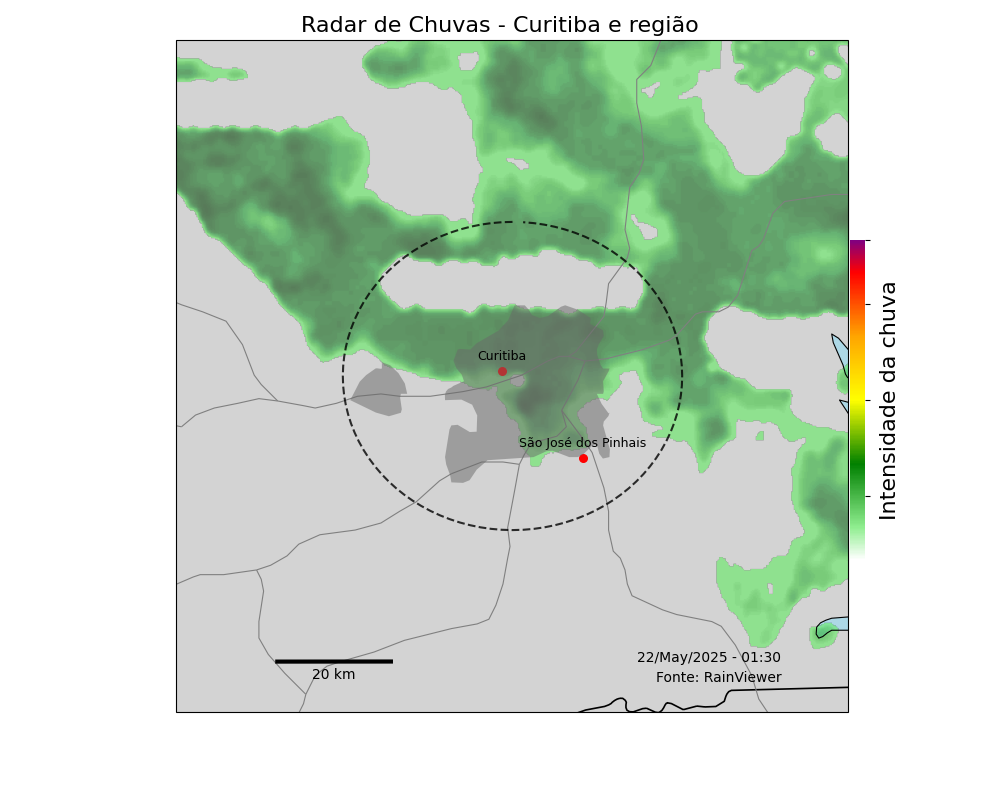 Radar de Chuvas - Curitiba e região
Curitiba
São José dos Pinhais
Intensidade da chuva
22/May/2025 - 01:30
Fonte: RainViewer
20 km